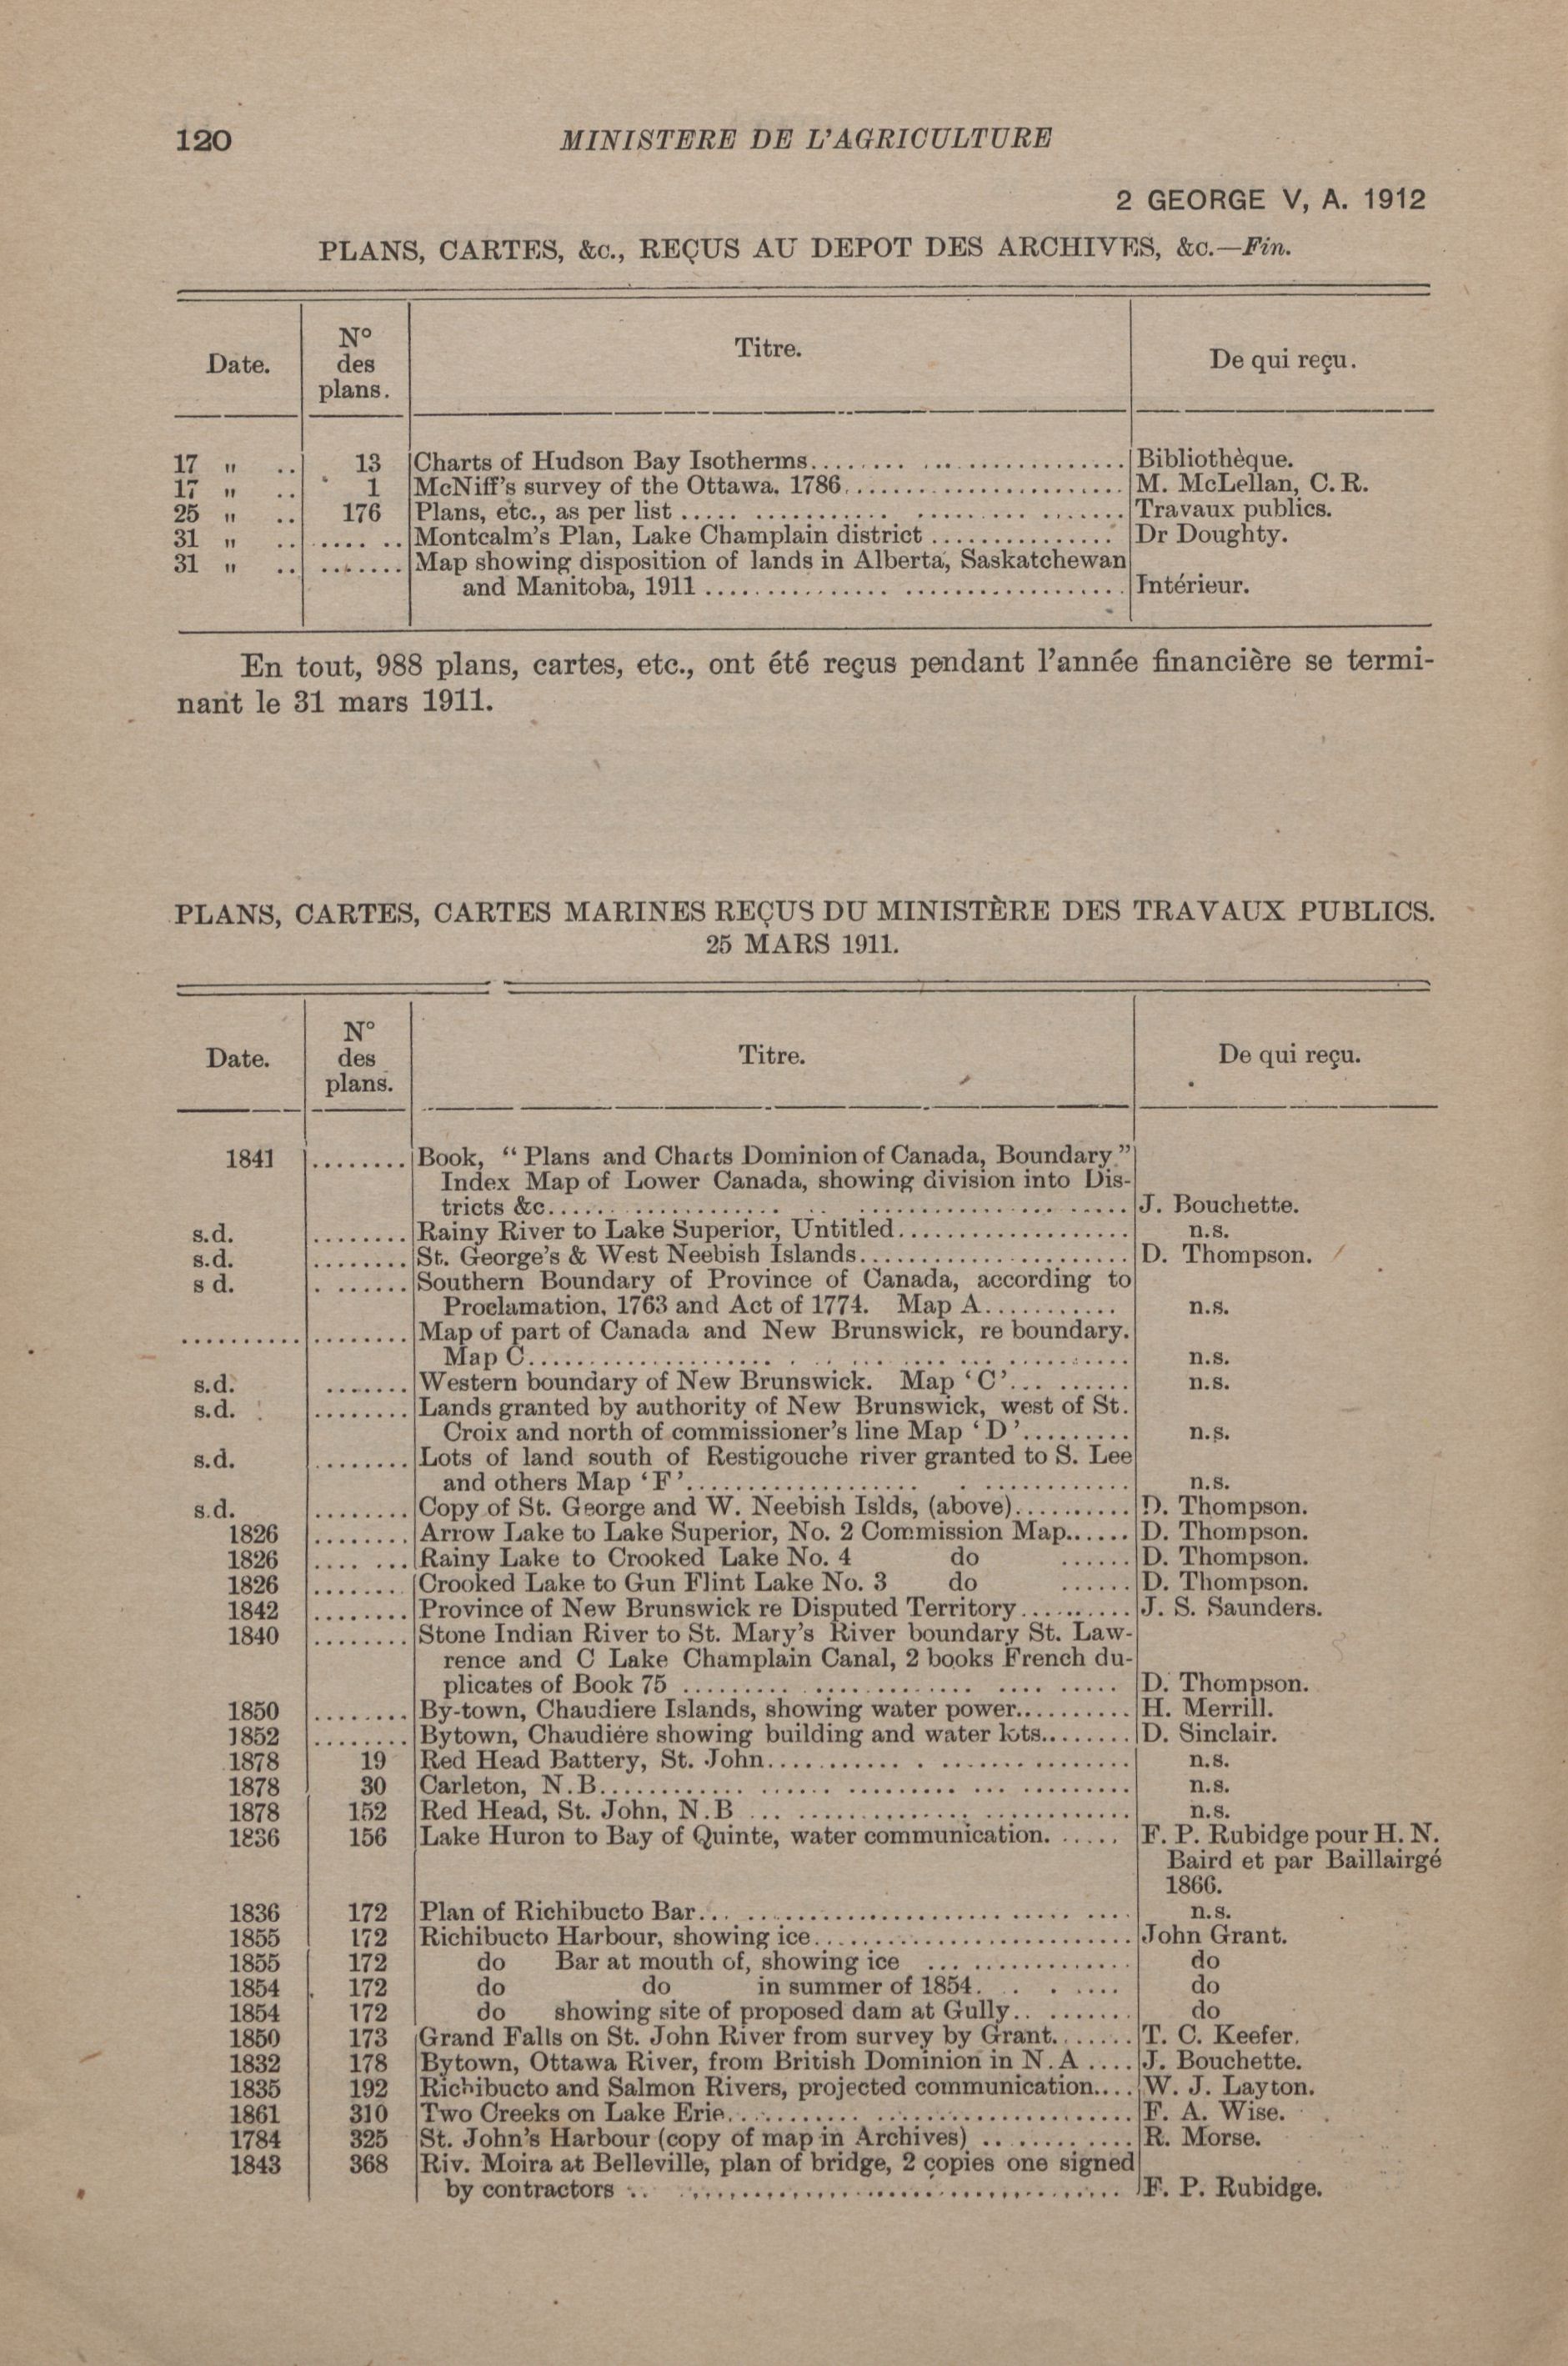 120 MINISTERE DE L'AGRICULTURE
2 GEORGE V, A. 1912
PLANS, CARTES, &c., REÇUS AU DEPOT DES ARCHIVES, &c.—Fin.
Date. N° des plans. Titre. De qui reçu.
17 " .. 13 Charts of Hudson Bay Isotherms.......... Bibliothèque.
17 " .. 1 McNiff's survey of the Ottawa, 1786.......... M. McLellan, C. R.
25 " .. 176 Plans, etc., as per list .......... Travaux publics.
31 " .. ...... Montcalm's Plan, Lake Champlain district .......... Dr Doughty.
31 " .. ....... Map showing disposition of lands in Alberta, Saskatchewan
and Manitoba, 1911 .......... Intérieur.
En tout, 988 plans, cartes, etc., ont été reçus pendant l'année financière se termi-
nant le 31 mars 1911.
PLANS, CARTES, CARTES MARINES REÇUS DU MINISTÈRE DES TRAVAUX PUBLICS.
25 MARS 1911.
Date. N° des plans. Titre. De qui reçu.
1841 ........ Book, "Plans and Charts Dominion of Canada, Boundary."
Index Map of Lower Canada, showing division into Dis-
tricts &c.......... J. Bouchette.
s.d. ........ Rainy River to Lake Superior, Untitled.......... n.s.
s.d. ........ St. George's & West Neebish Islands.......... D. Thompson.
s d. ....... Southern Boundary of Province of Canada, according to
Proclamation, 1763 and Act of 1774. Map A.......... n.s.
.......... ........ Map of part of Canada and New Brunswick, re boundary.
Map C.......... n.s.
s.d. ....... Western boundary of New Brunswick. Map 'C'.......... n.s.
s.d. ........ Lands granted by authority of New Brunswick, west of St.
Croix and north of commissioner's line Map 'D'......... n.s.
s.d. ........ Lots of land south of Restigouche river granted to S. Lee
and others Map 'F'.......... n.s.
s.d. ........ Copy of St. George and W. Neebish Islds, (above).......... D. Thompson.
1826 ........ Arrow Lake to Lake Superior, No. 2 Commission Map...... D. Thompson.
1826 ....... Rainy Lake to Crooked Lake No. 4 do ...... D. Thompson.
1826 ........ Crooked Lake to Gun Flint Lake No. 3 do ...... D. Thompson.
1842 ........ Province of New Brunswick re Disputed Territory.......... J. S. Saunders.
1840 ........ Stone Indian River to St. Mary's River boundary St. Law-
rence and C Lake Champlain Canal, 2 books French du-
plicates of Book 75 .......... D. Thompson.
1850 ........ By-town, Chaudiere Islands, showing water power.......... H. Merrill.
1852 ........ Bytown, Chaudiére showing building and water lots........ D. Sinclair.
1878 19 Red Head Battery, St. John.......... n.s.
1878 30 Carleton, N.B.......... n.s.
1878 152 Red Head, St. John, N.B .......... n.s.
1836 156 Lake Huron to Bay of Quinte, water communication. ..... F. P. Rubidge pour H. N.
Baird et par Baillairgé
1866.
1836 172 Plan of Richibucto Bar.......... n.s.
1855 172 Richibucto Harbour, showing ice.......... John Grant.
1855 172 do Bar at mouth of, showing ice .......... do
1854 172 do do in summer of 1854. . . .... do
1854 172 do showing site of proposed dam at Gully.......... do
1850 173 Grand Falls on St. John River from survey by Grant....... T. C. Keefer.
1832 178 Bytown, Ottawa River, from British Dominion in N.A .... J. Bouchette.
1835 192 Richibucto and Salmon Rivers, projected communication.... W. J. Layton.
1861 310 Two Creeks on Lake Erie.......... F. A. Wise.
1784 325 St. John's Harbour (copy of map in Archives) .......... R. Morse.
1843 368 Riv. Moira at Belleville, plan of bridge, 2 copies one signed
by contractors .......... F. P. Rubidge.